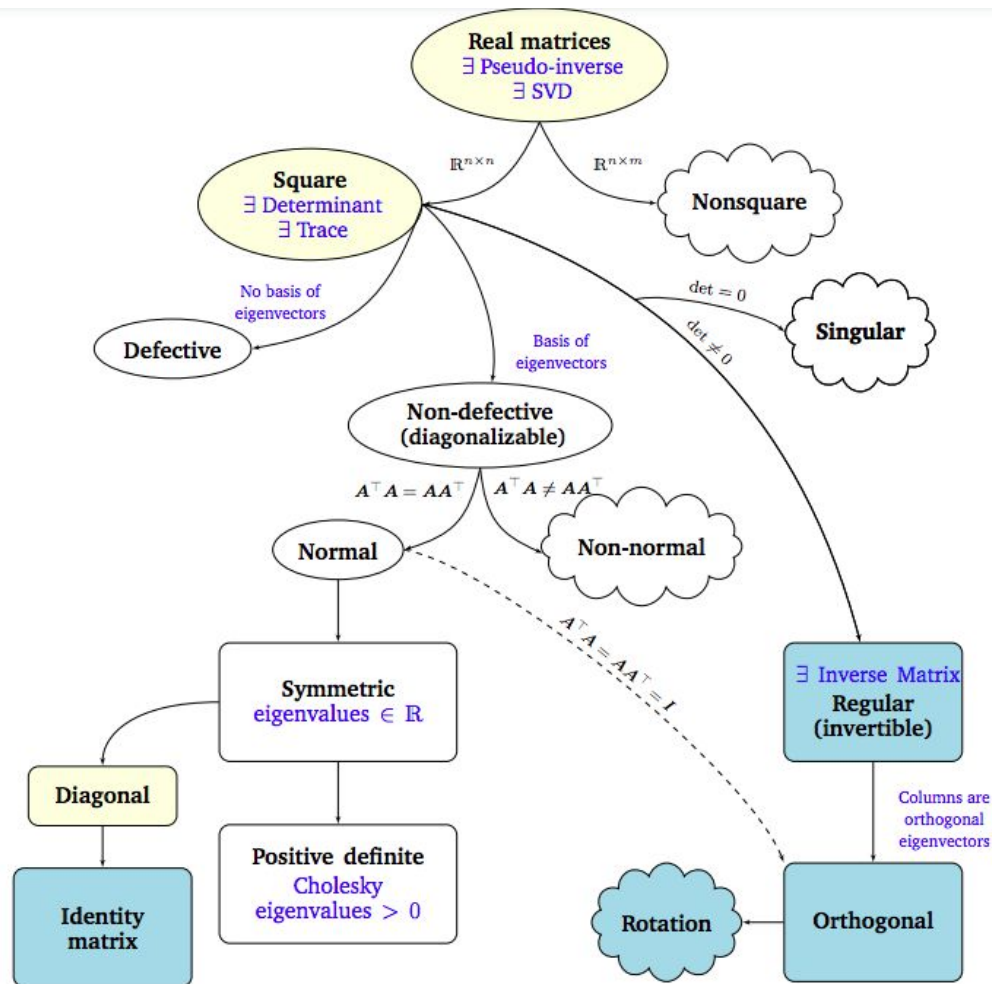 Real matrices
∃ Pseudo-inverse
∃ SVD
ℝⁿˣⁿ
ℝⁿˣᵐ
Square
∃ Determinant
∃ Trace
Nonsquare
No basis of
eigenvectors
det = 0
Singular
det ≠ 0
Defective
Basis of
eigenvectors
Non-defective
(diagonalizable)
A⊤A = AA⊤
A⊤A ≠ AA⊤
Normal
Non-normal
A⊤A = AA⊤ = I
Symmetric
eigenvalues ∈ ℝ
∃ Inverse Matrix
Regular
(invertible)
Diagonal
Columns are
orthogonal
eigenvectors
Positive definite
Cholesky
eigenvalues > 0
Identity
matrix
Rotation
Orthogonal